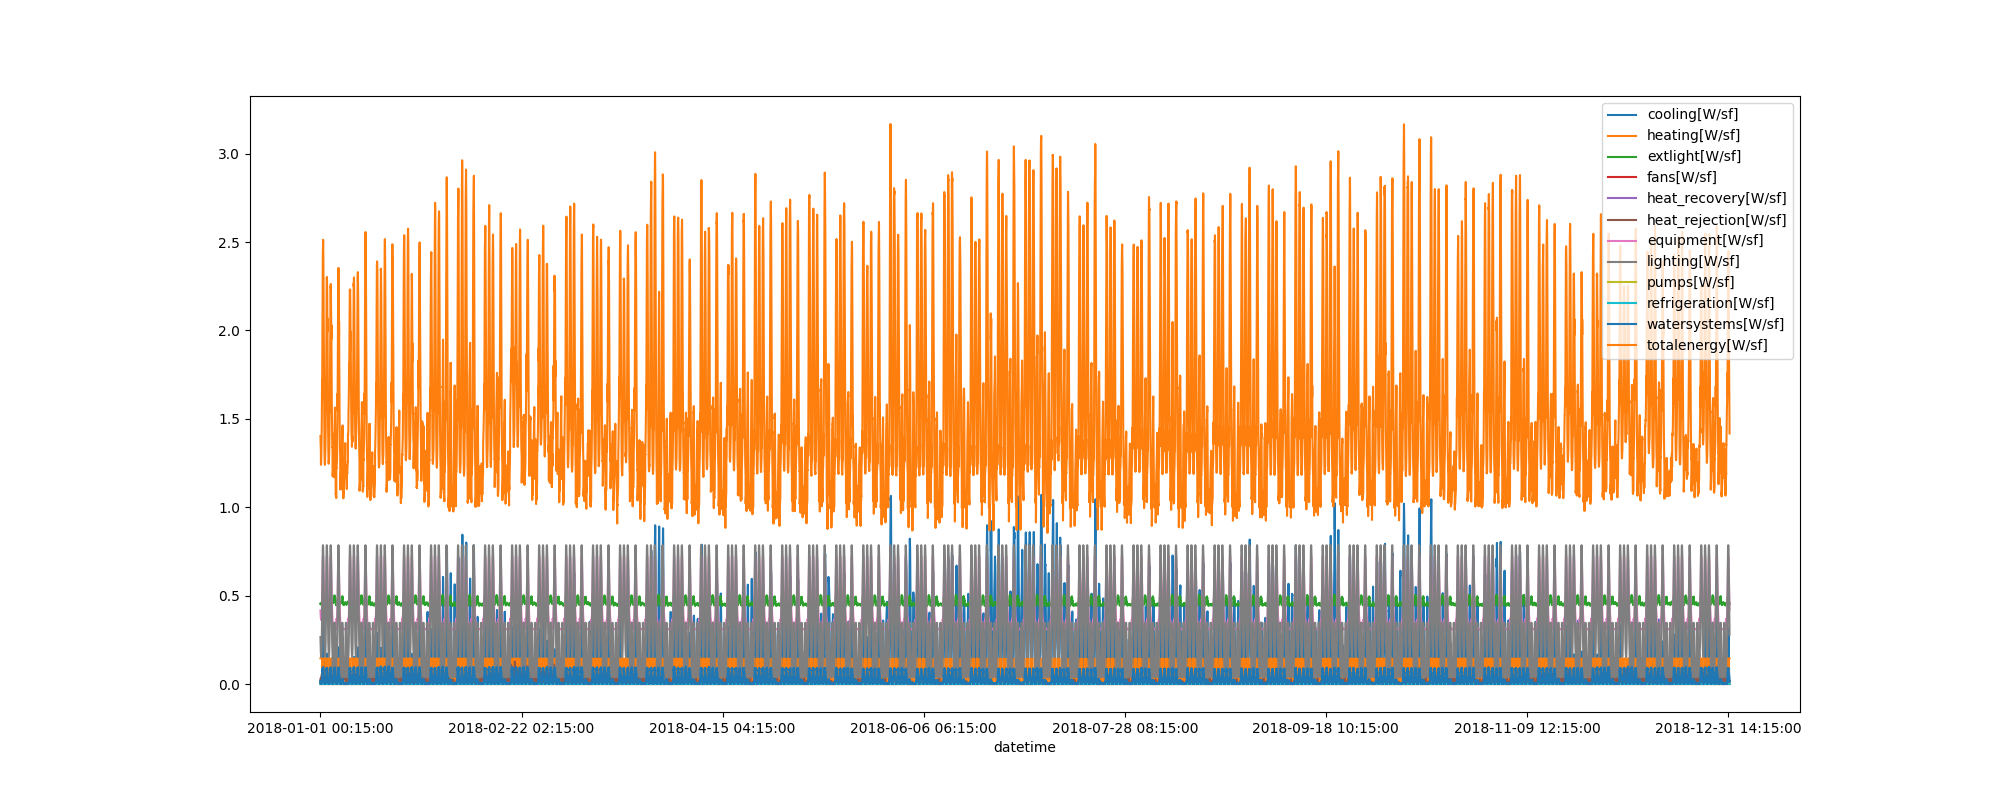 cooling[W/sf]
heating[W/sf]
extlight[W/sf]
fans[W/sf]
heat_recovery[W/sf]
heat_rejection[W/sf]
equipment[W/sf]
lighting[W/sf]
pumps[W/sf]
refrigeration[W/sf]
watersystems[W/sf]
totalenergy[W/sf]
3.0
2.5
2.0
1.5
1.0
0.5
0.0
2018-01-01 00:15:00 2018-02-22 02:15:00 2018-04-15 04:15:00 2018-06-06 06:15:00 2018-07-28 08:15:00 2018-09-18 10:15:00 2018-11-09 12:15:00 2018-12-31 14:15:00
datetime